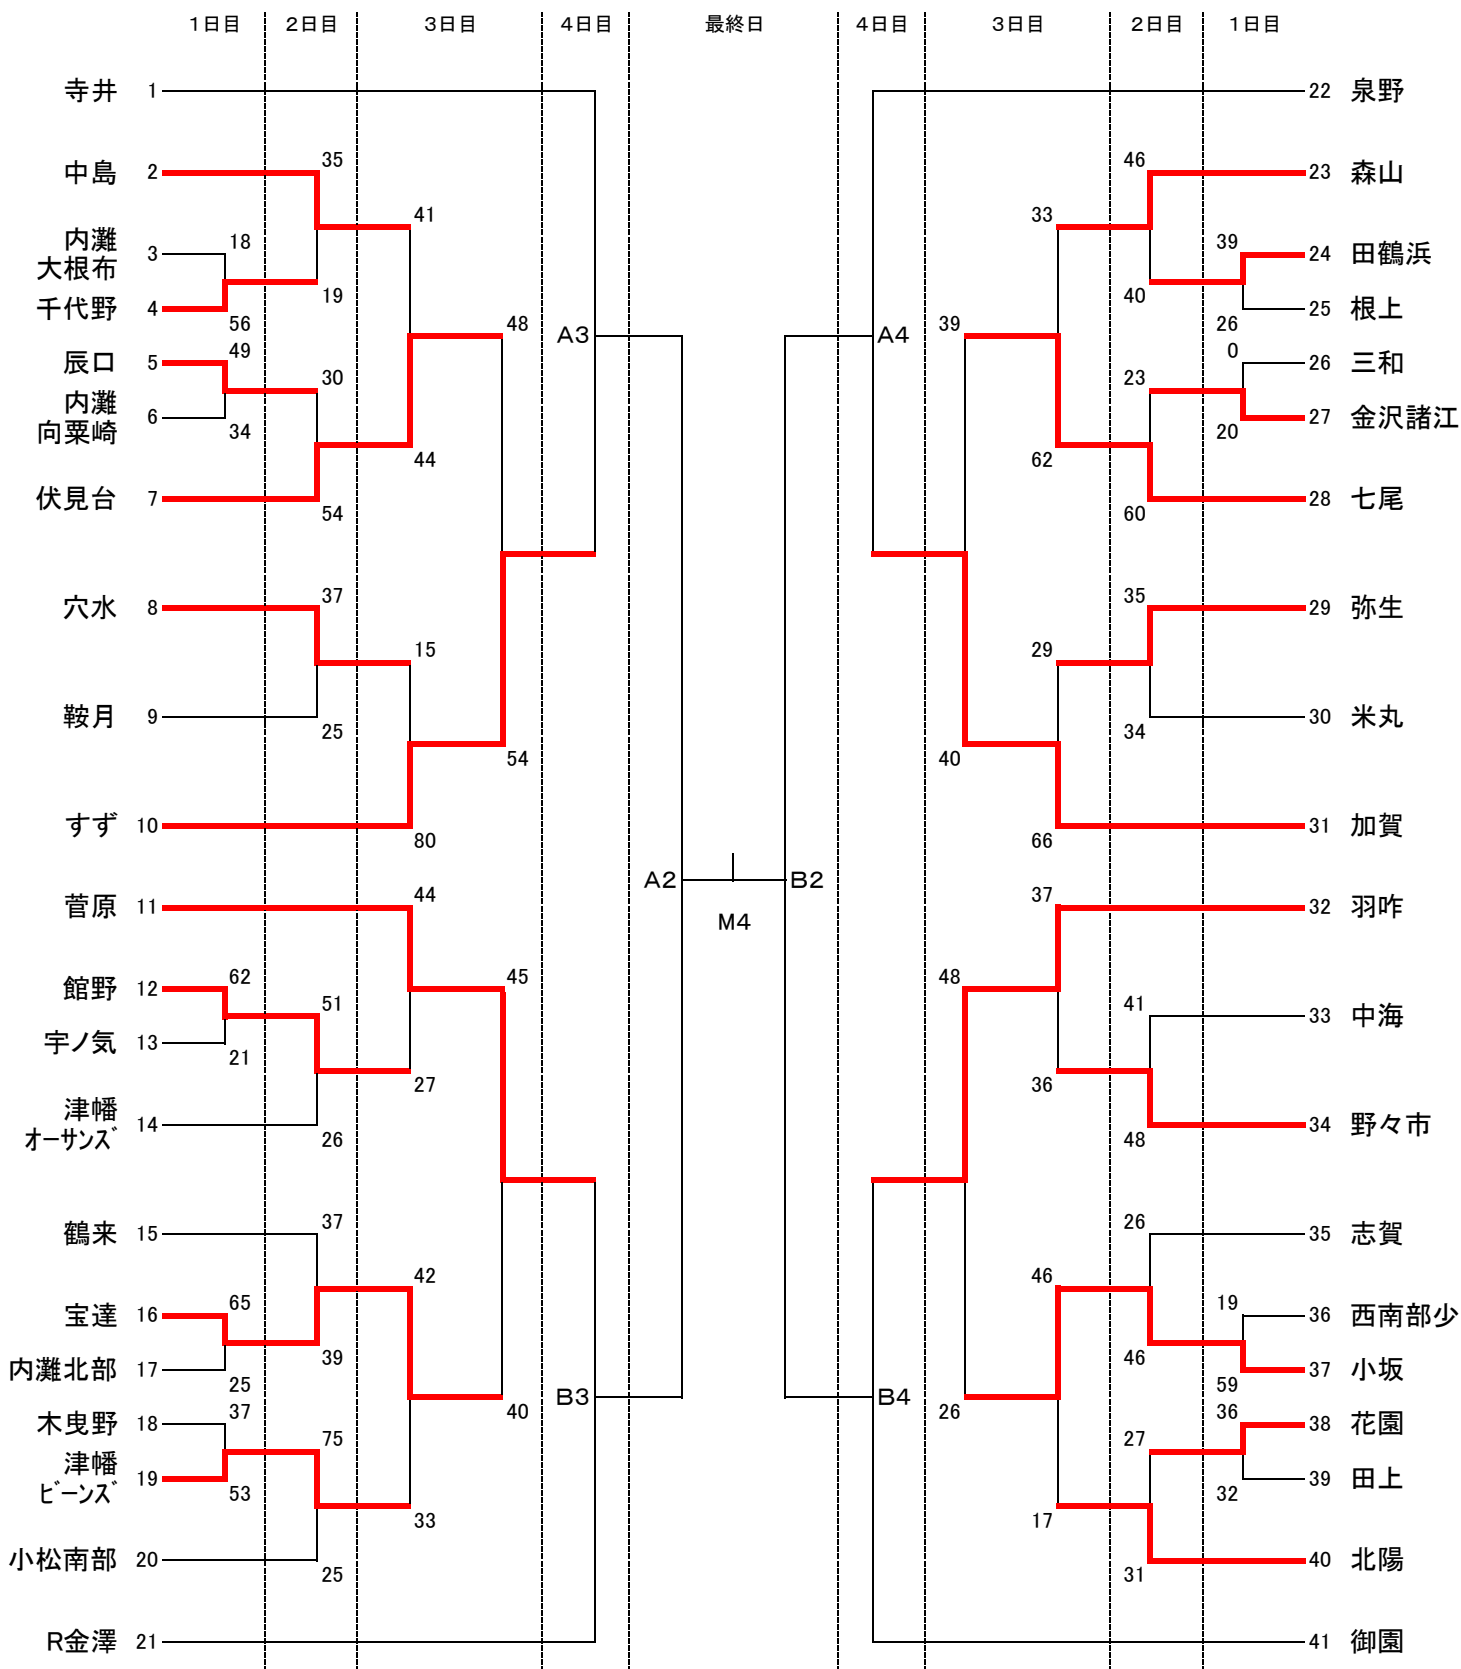 1日目 2日目 3日目 4日目 最終日 4日目 3日目 2日目 1日目
寺井 1
22 泉野
中島 2 35
46 23 森山
41
33
内灘
大根布 3 18
39 24 田鶴浜
千代野 4 56 19
40 26 25 根上
48 A3
A4 39
辰口 5 49 30
23 0 26 三和
内灘
向粟崎 6 34
20 27 金沢諸江
44
62
伏見台 7 54
60 28 七尾
穴水 8 37
35 29 弥生
15
29
鞍月 9 25
34 30 米丸
54
40
すず 10 80
66 31 加賀
A2 B2
M4
菅原 11 44
37 32 羽咋
45
48
館野 12 62 51
41 33 中海
宇ノ気 13 21
27
36
津幡
オーサンズ 14 26
48 34 野々市
鶴来 15 37
26 35 志賀
42
46
宝達 16 65
19 36 西南部少
内灘北部 17 25 39
46 59 37 小坂
B3 40
B4 26
木曳野 18 37 75
27 36 38 花園
津幡
ビーンズ 19 53
32 39 田上
33
17
小松南部 20 25
31 40 北陽
R金澤 21
41 御園